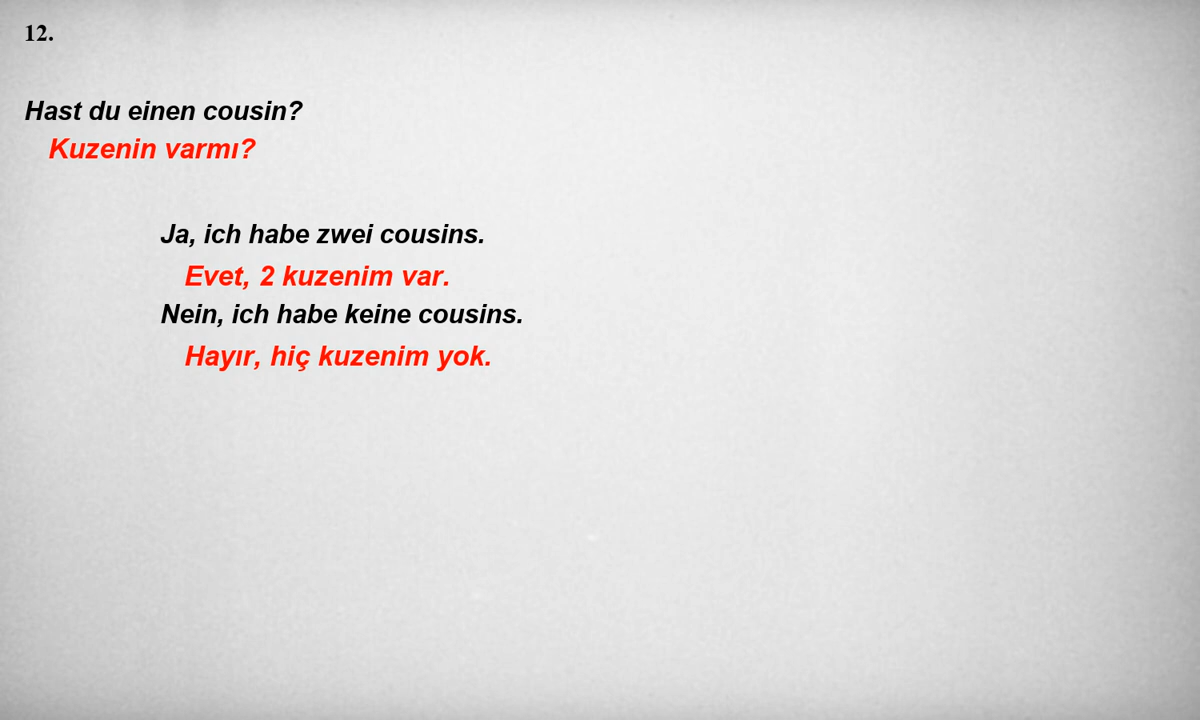 12.
Hast du einen cousin?
Kuzenin varmı?
Ja, ich habe zwei cousins.
Evet, 2 kuzenim var.
Nein, ich habe keine cousins.
Hayır, hiç kuzenim yok.